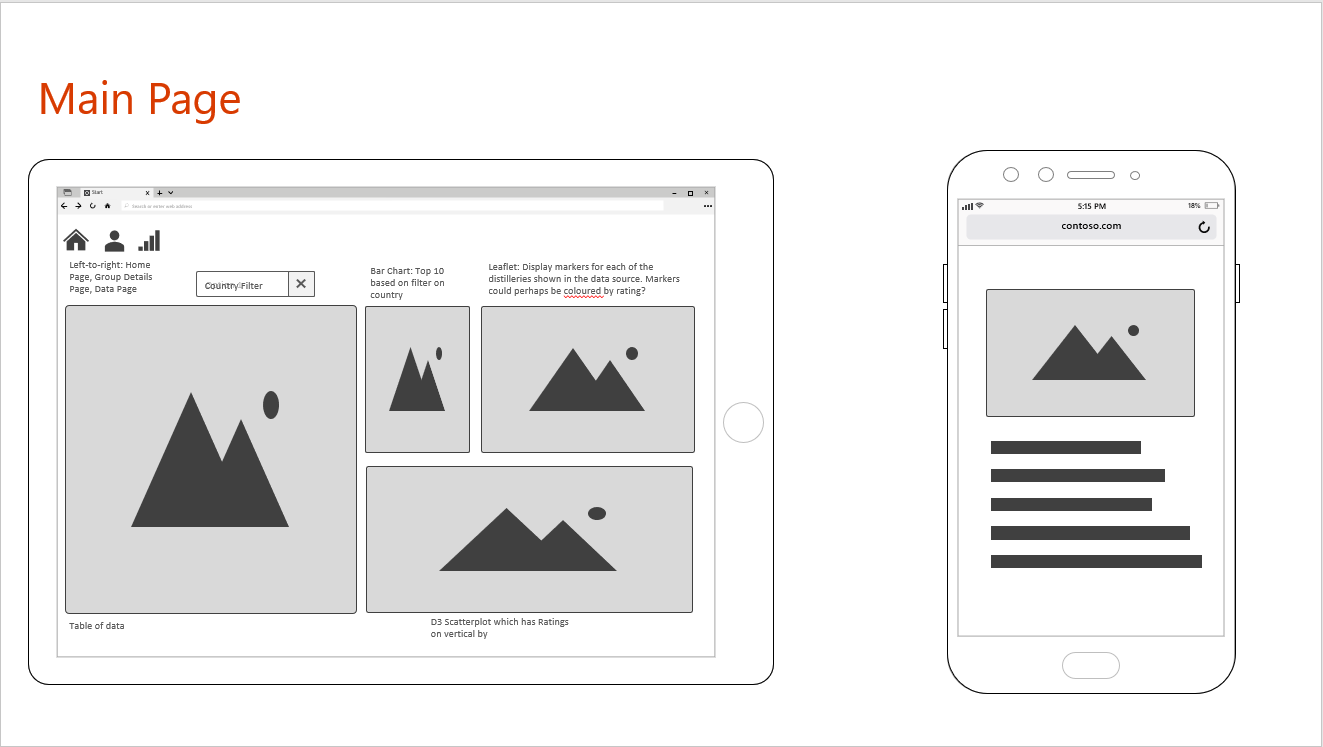 Main Page
Start
Search or enter web address
Left-to-right: Home
Page, Group Details
Page, Data Page
Country Filter
Bar Chart: Top 10
based on filter on
country
Leaflet: Display markers for each of the
distilleries shown in the data source. Markers
could perhaps be coloured by rating?
Table of data
D3 Scatterplot which has Ratings
on vertical by
5:15 PM
18%
contoso.com